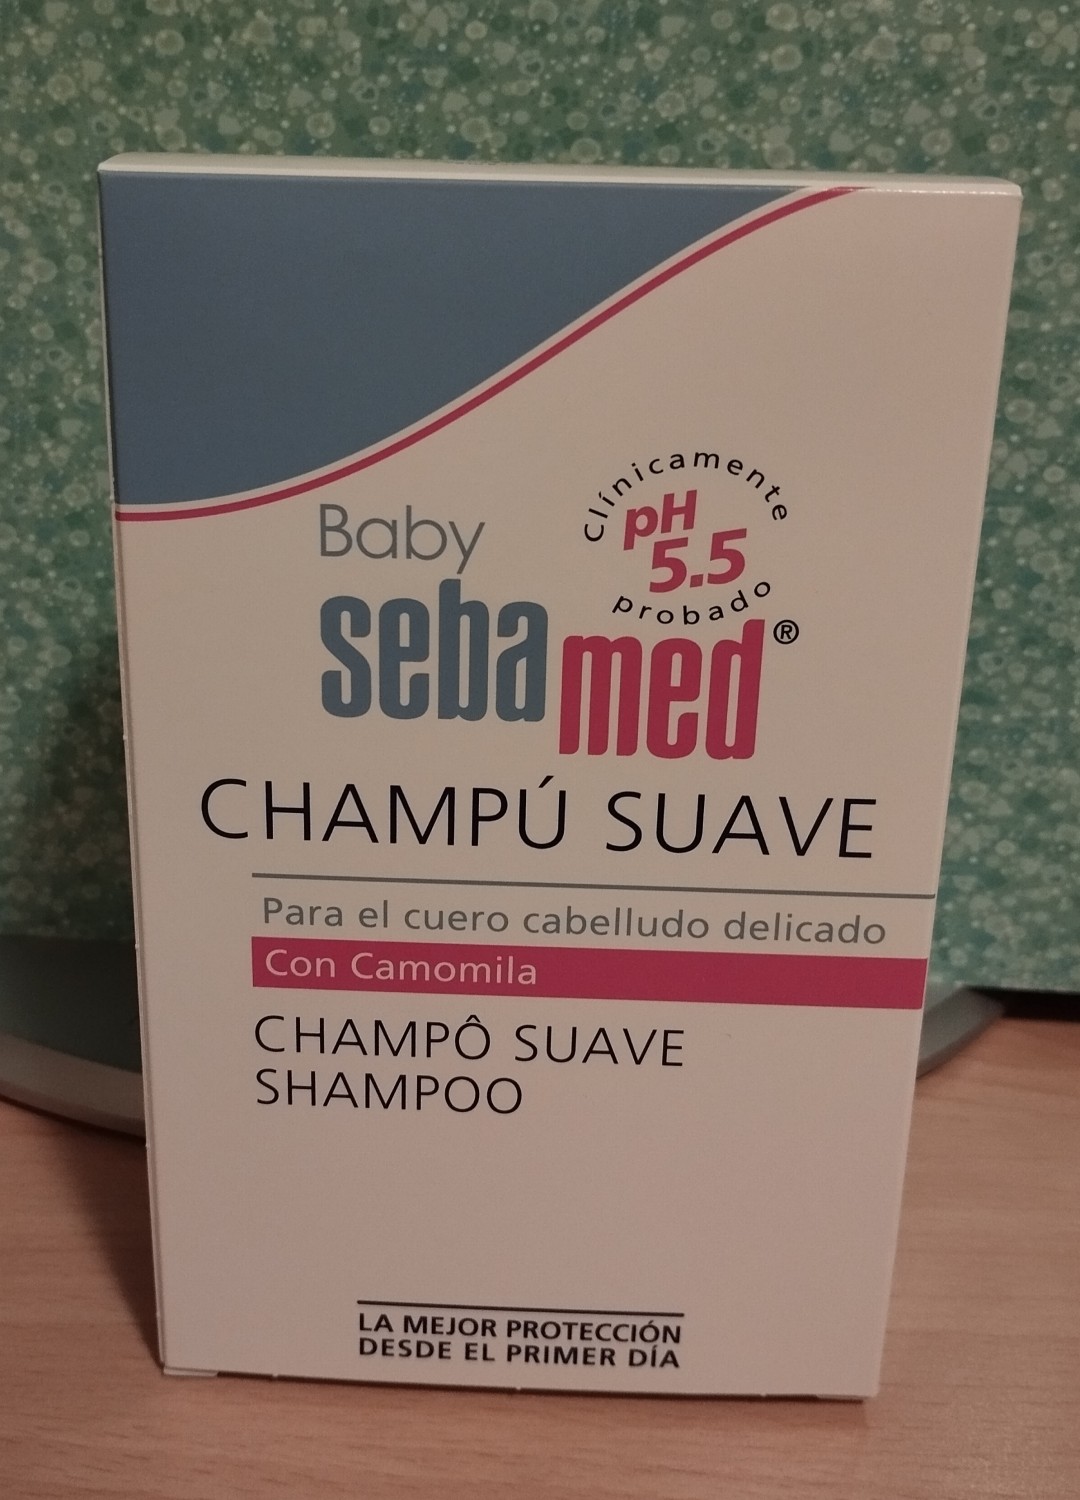 Baby
Clínicamente
pH
5.5
probado
sebamed®
CHAMPÚ SUAVE
Para el cuero cabelludo delicado
Con Camomila
CHAMPÔ SUAVE
SHAMPOO
LA MEJOR PROTECCIÓN
DESDE EL PRIMER DÍA